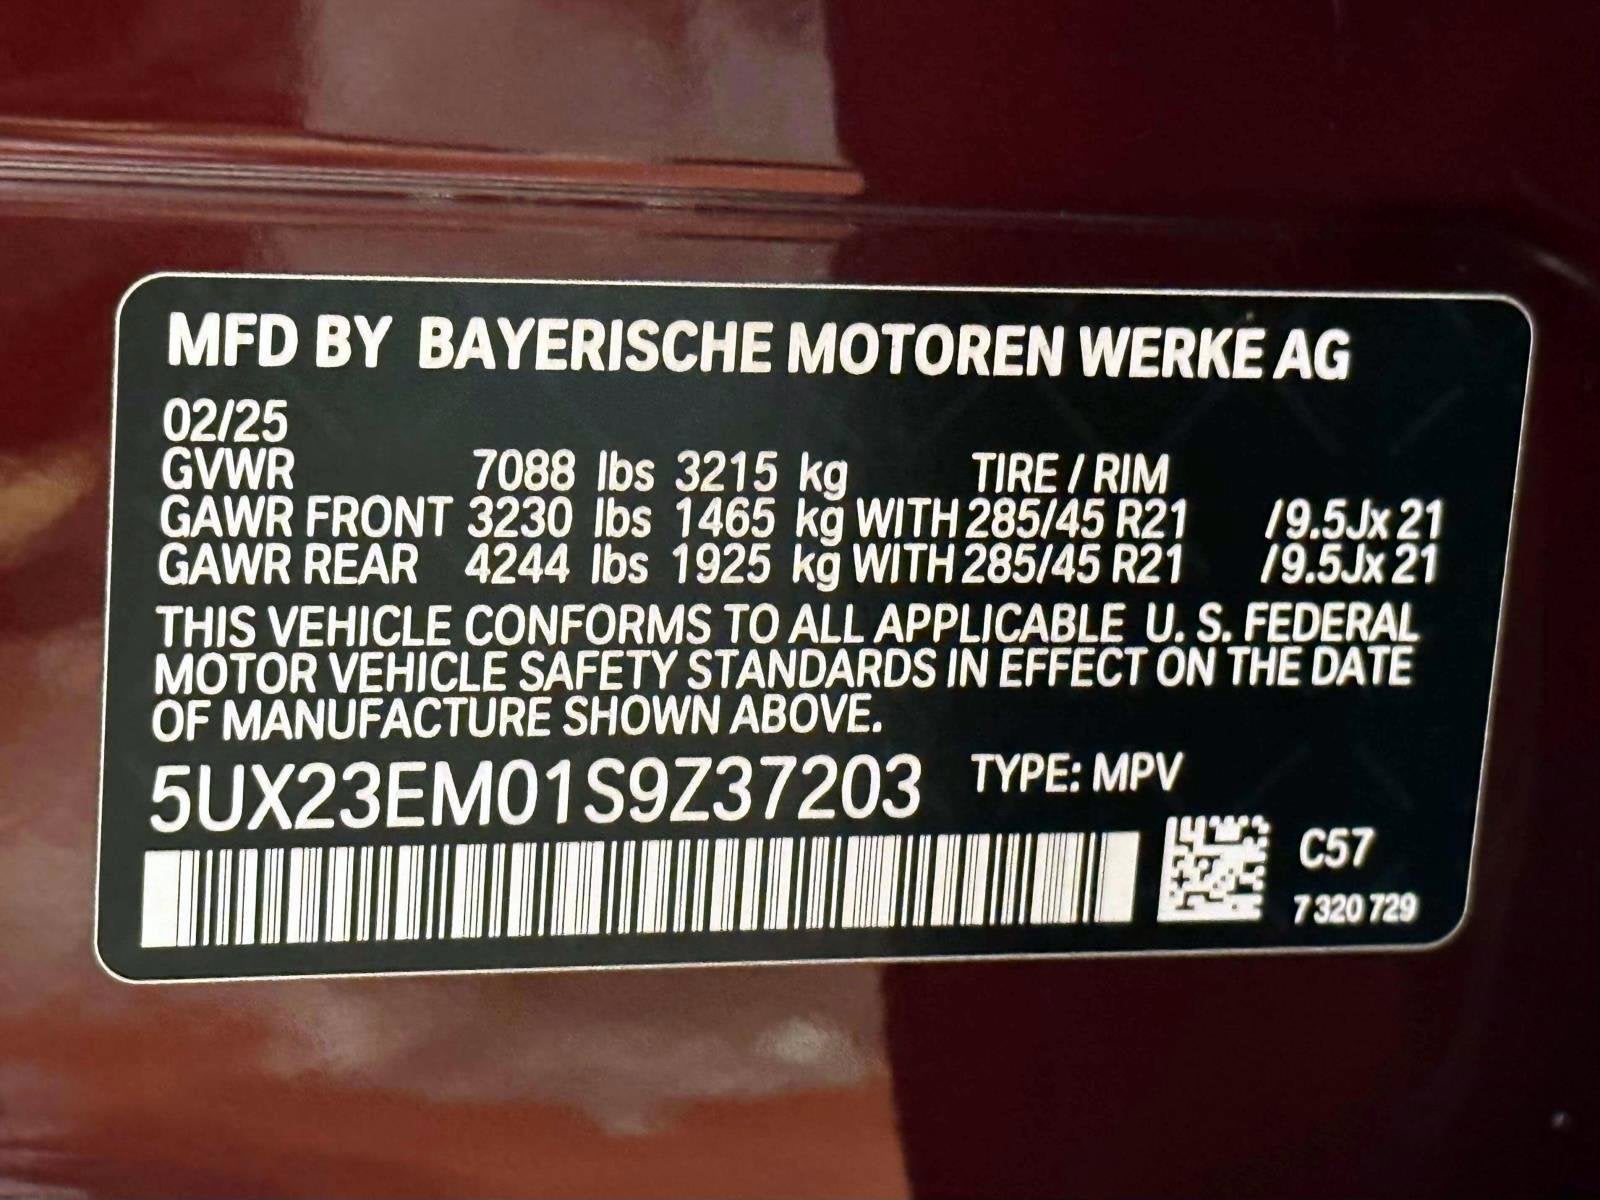 MFD BY BAYERISCHE MOTOREN WERKE AG
02/25
GVWR 7088 lbs 3215 kg TIRE / RIM
GAWR FRONT 3230 lbs 1465 kg WITH 285/45 R21 /9.5Jx 21
GAWR REAR 4244 lbs 1925 kg WITH 285/45 R21 /9.5Jx 21
THIS VEHICLE CONFORMS TO ALL APPLICABLE U. S. FEDERAL
MOTOR VEHICLE SAFETY STANDARDS IN EFFECT ON THE DATE
OF MANUFACTURE SHOWN ABOVE.
5UX23EM01S9Z37203 TYPE: MPV
C57
7 320 729